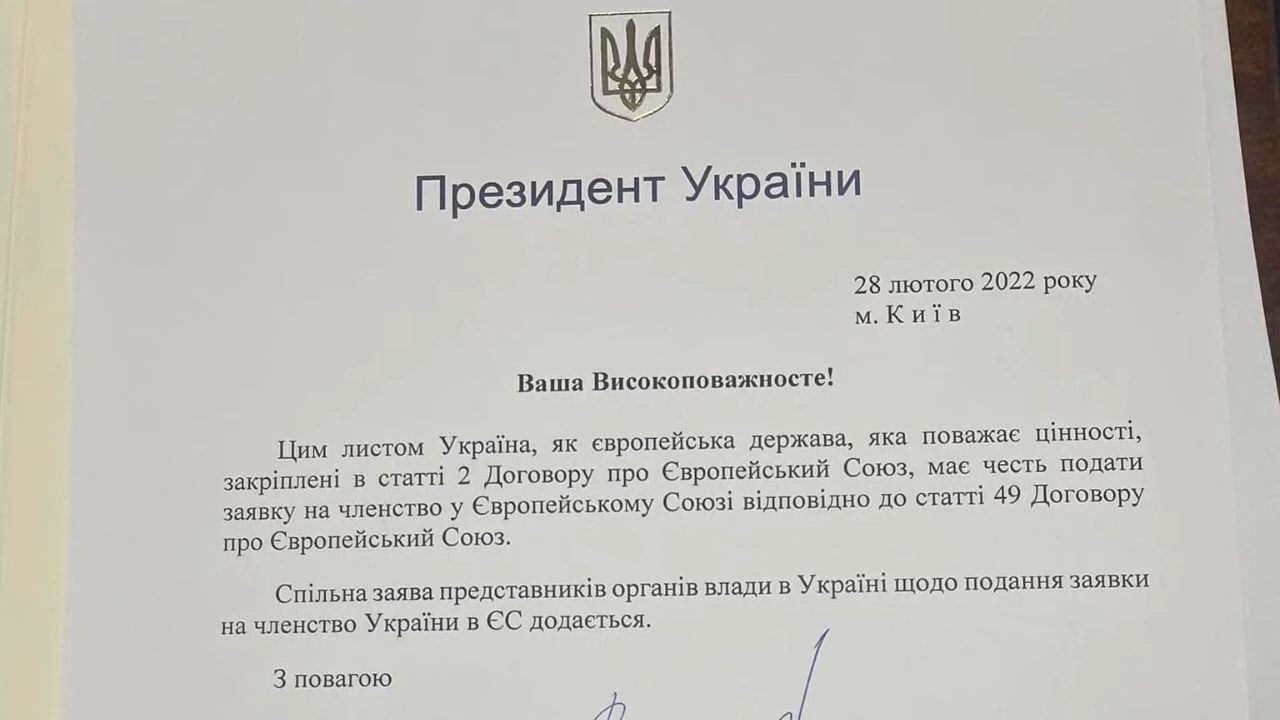 Президент України
28 лютого 2022 року
м. К и ї в
Ваша Високоповажносте!
Цим листом Україна, як європейська держава, яка поважає цінності,
закріплені в статті 2 Договору про Європейський Союз, має честь подати
заявку на членство у Європейському Союзі відповідно до статті 49 Договору
про Європейський Союз.
Спільна заява представників органів влади в Україні щодо подання заявки
на членство України в ЄС додається.
З повагою